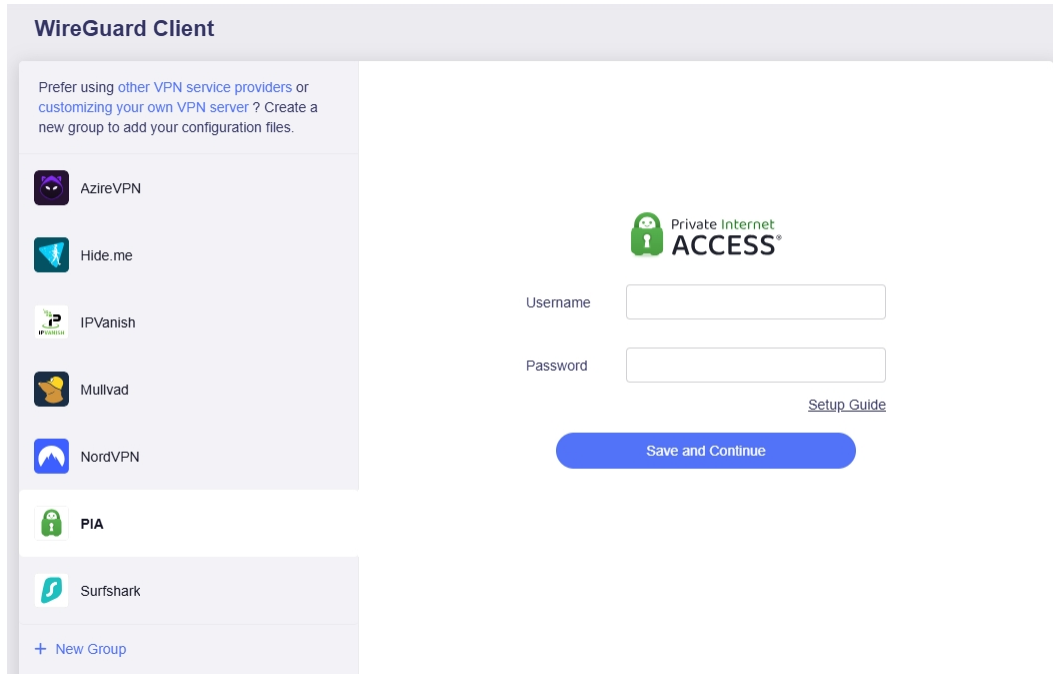 WireGuard Client
Prefer using other VPN service providers or
customizing your own VPN server ? Create a
new group to add your configuration files.
AzireVPN
Hide.me
IPVANISH
IPVanish
Mullvad
NordVPN
PIA
Surfshark
+ New Group
Private Internet
ACCESS®
Username
Password
Setup Guide
Save and Continue